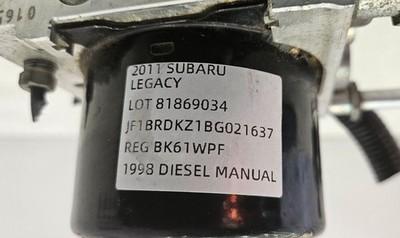 2011 SUBARU
LEGACY
LOT 81869034
JF1BRDKZ1BG021637
REG BK61WPF
1998 DIESEL MANUAL